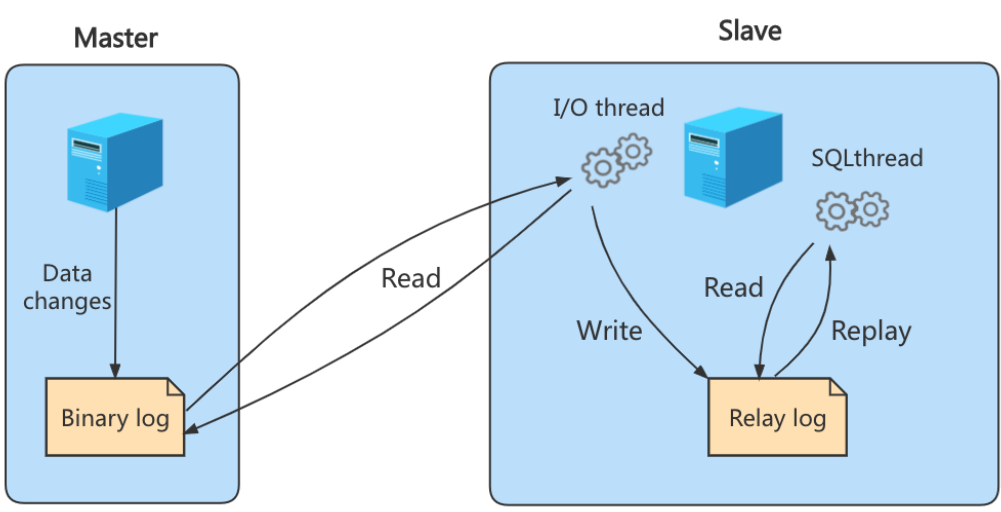 Master
Slave
I/O thread
SQLthread
Data
changes
Read
Read
Write
Replay
Binary log
Relay log